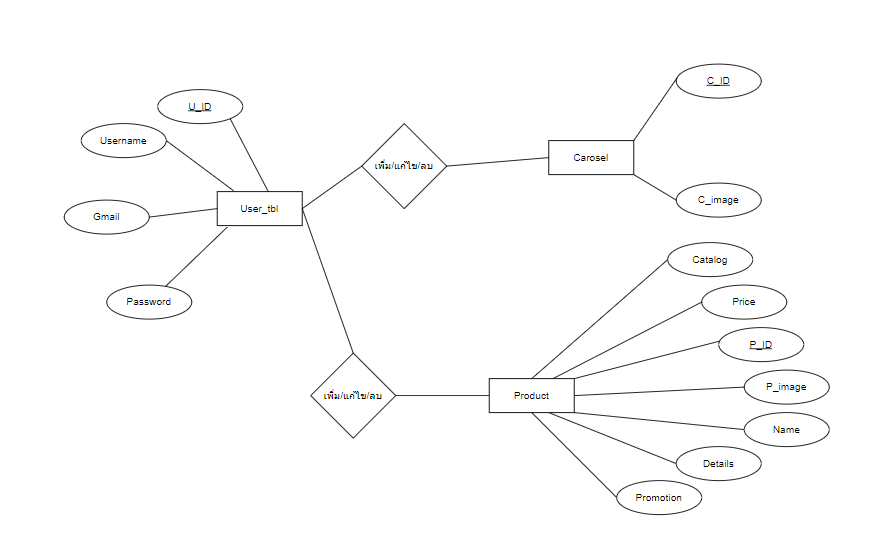 C_ID
U_ID
Username
เพิ่ม/แก้ไข/ลบ
Carosel
C_image
User_tbl
Gmail
Catalog
Password
Price
P_ID
P_image
เพิ่ม/แก้ไข/ลบ
Product
Name
Details
Promotion